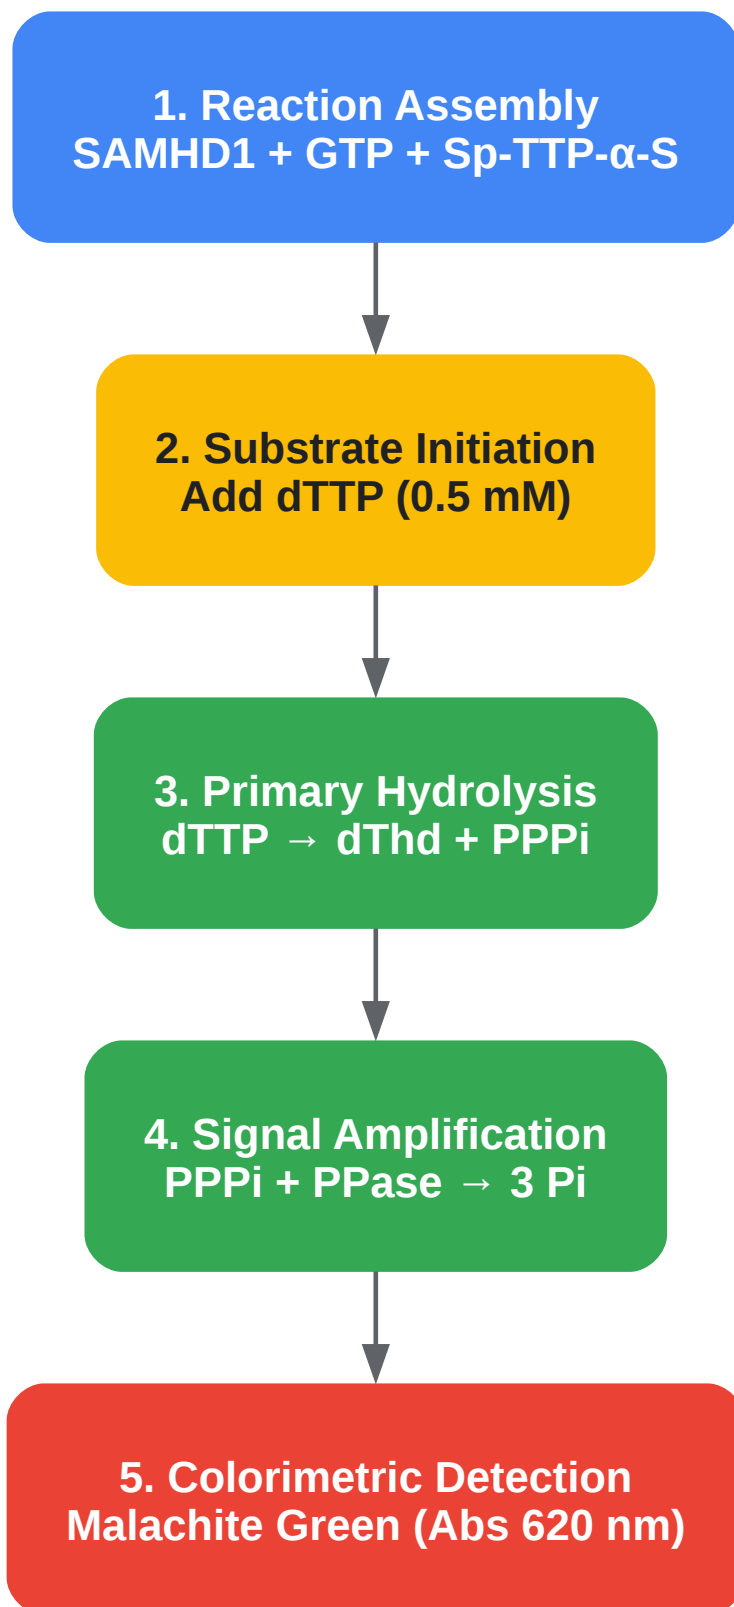 1. Reaction Assembly
SAMHD1 + GTP + Sp-TTP-α-S
2. Substrate Initiation
Add dTTP (0.5 mM)
3. Primary Hydrolysis
dTTP → dThd + PPPi
4. Signal Amplification
PPPi + PPase → 3 Pi
5. Colorimetric Detection
Malachite Green (Abs 620 nm)